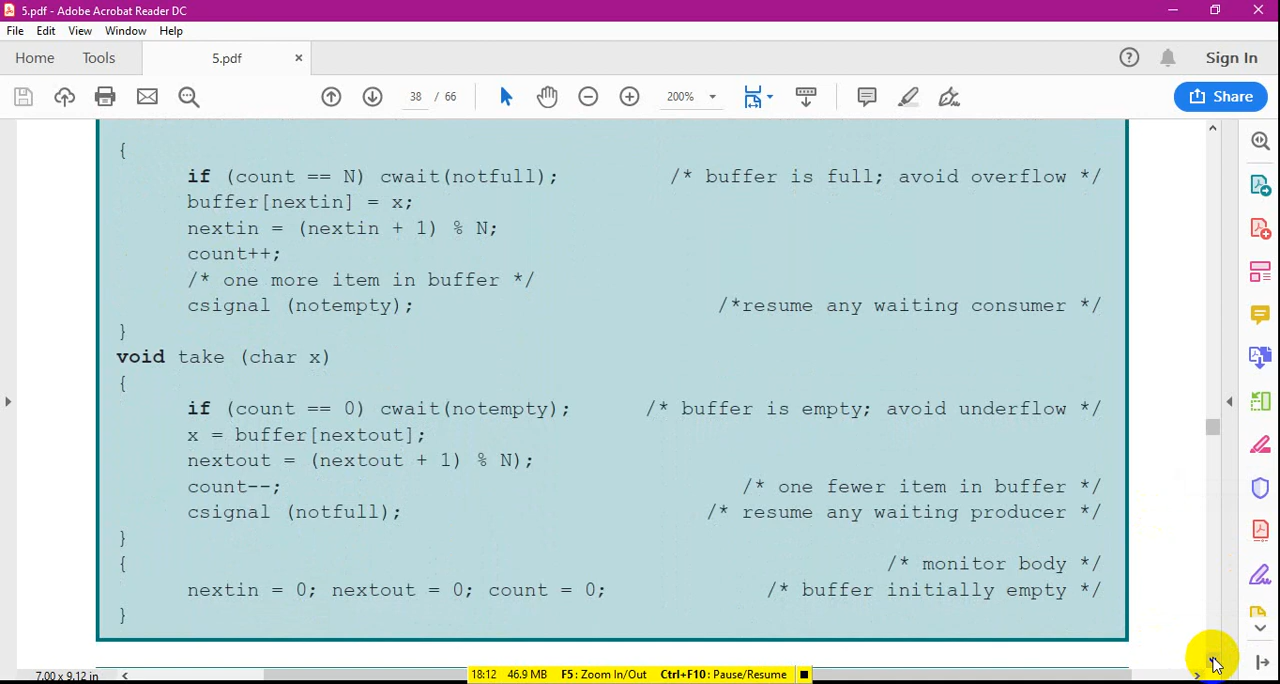 5.pdf - Adobe Acrobat Reader DC
File Edit View Window Help
Home Tools 5.pdf × Sign In
38 / 66 200% Share
{
if (count == N) cwait(notfull); /* buffer is full; avoid overflow */
buffer[nextin] = x;
nextin = (nextin + 1) % N;
count++;
/* one more item in buffer */
csignal (notempty); /*resume any waiting consumer */
}
void take (char x)
{
if (count == 0) cwait(notempty); /* buffer is empty; avoid underflow */
x = buffer[nextout];
nextout = (nextout + 1) % N);
count--; /* one fewer item in buffer */
csignal (notfull); /* resume any waiting producer */
}
{ /* monitor body */
nextin = 0; nextout = 0; count = 0; /* buffer initially empty */
}
7.00 x 9.12 in 18:12 46.9 MB F5: Zoom In/Out Ctrl+F10: Pause/Resume